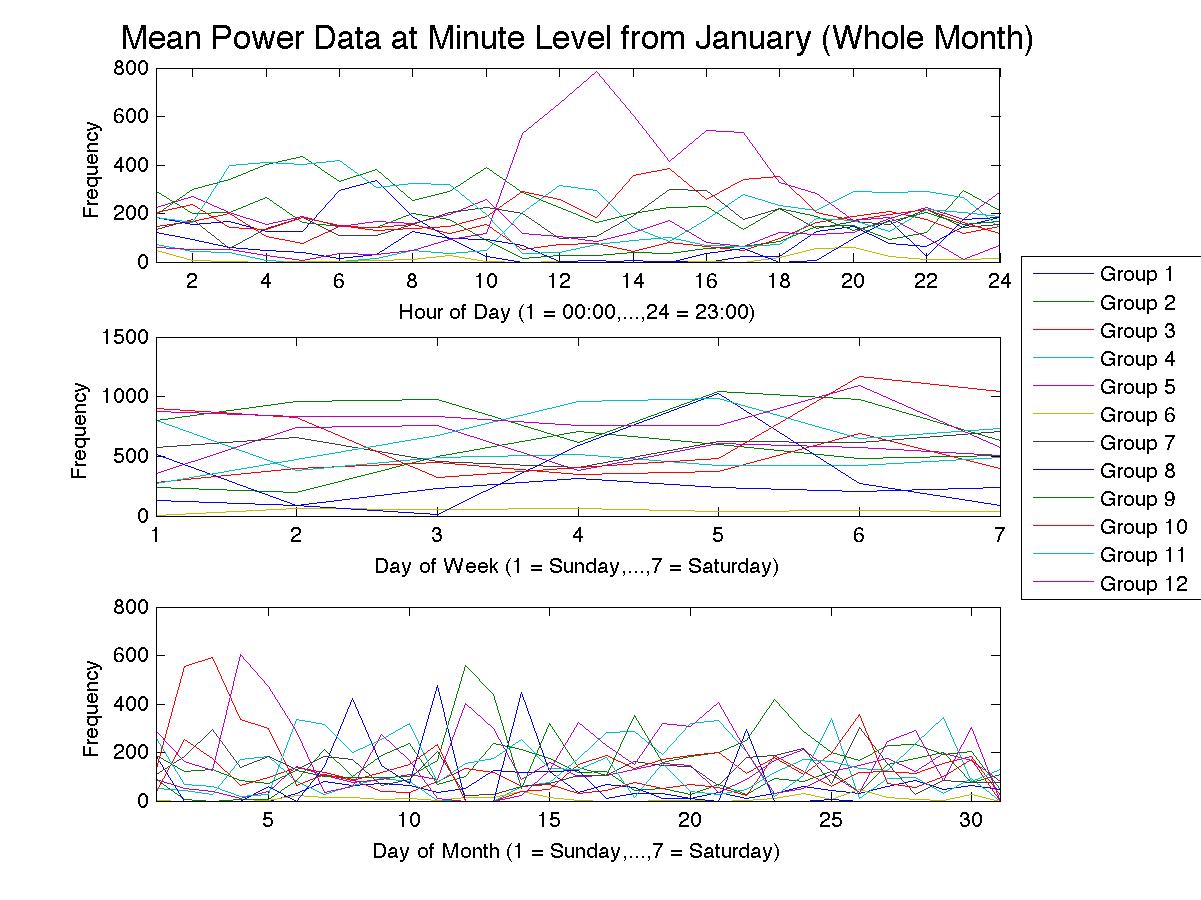 Mean Power Data at Minute Level from January (Whole Month)
800
600
400
200
0
Frequency
2 4 6 8 10 12 14 16 18 20 22 24
Hour of Day (1 = 00:00,...,24 = 23:00)
1500
1000
500
0
Frequency
1 2 3 4 5 6 7
Day of Week (1 = Sunday,...,7 = Saturday)
800
600
400
200
0
Frequency
5 10 15 20 25 30
Day of Month (1 = Sunday,...,7 = Saturday)
Group 1
Group 2
Group 3
Group 4
Group 5
Group 6
Group 7
Group 8
Group 9
Group 10
Group 11
Group 12